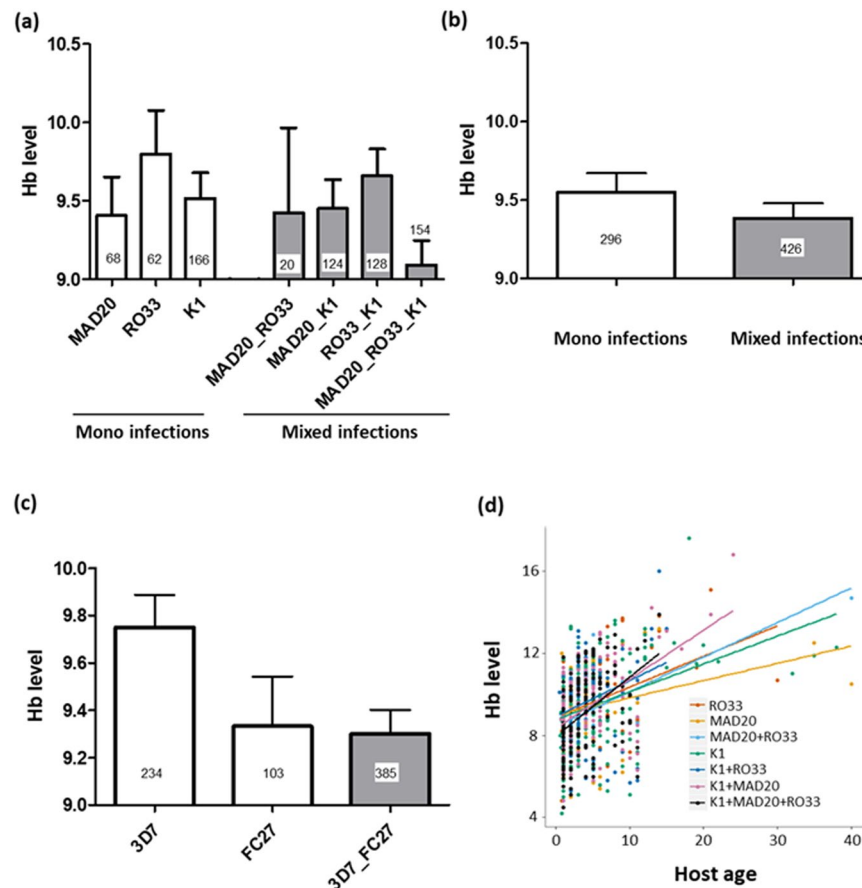 (a)
Hb level
10.5
10.0
9.5
9.0
68
62
166
20
124
128
154
MAD20
RO33
K1
MAD20_RO33
MAD20_K1
RO33_K1
MAD20_RO33_K1
Mono infections
Mixed infections
(b)
Hb level
10.5
10.0
9.5
9.0
296
426
Mono infections
Mixed infections
(c)
Hb level
10.0
9.8
9.6
9.4
9.2
9.0
234
103
385
3D7
FC27
3D7_FC27
(d)
Hb level
16
12
8
4
RO33
MAD20
MAD20+RO33
K1
K1+RO33
K1+MAD20
K1+MAD20+RO33
0
10
20
30
40
Host age